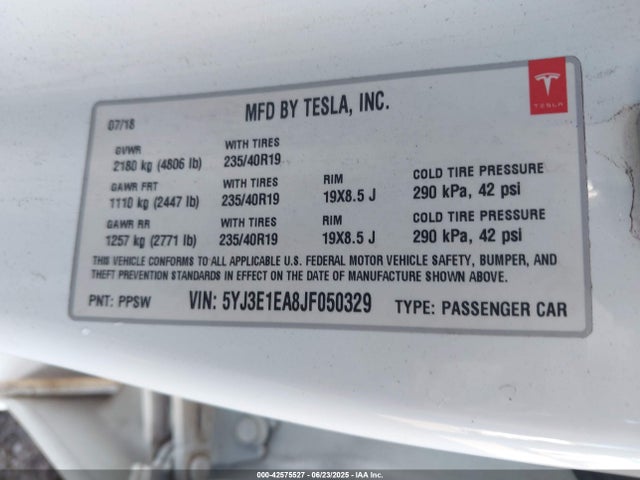 MFD BY TESLA, INC.
TESLA
07/18
GVWR WITH TIRES
2180 kg (4806 lb) 235/40R19
GAWR FRT WITH TIRES RIM COLD TIRE PRESSURE
1110 kg (2447 lb) 235/40R19 19X8.5 J 290 kPa, 42 psi
GAWR RR WITH TIRES RIM COLD TIRE PRESSURE
1257 kg (2771 lb) 235/40R19 19X8.5 J 290 kPa, 42 psi
THIS VEHICLE CONFORMS TO ALL APPLICABLE U.S. FEDERAL MOTOR VEHICLE SAFETY, BUMPER, AND
THEFT PREVENTION STANDARDS IN EFFECT ON THE DATE OF MANUFACTURE SHOWN ABOVE.
PNT: PPSW VIN: 5YJ3E1EA8JF050329 TYPE: PASSENGER CAR
000-42575527 - 06/23/2025 - IAA Inc.